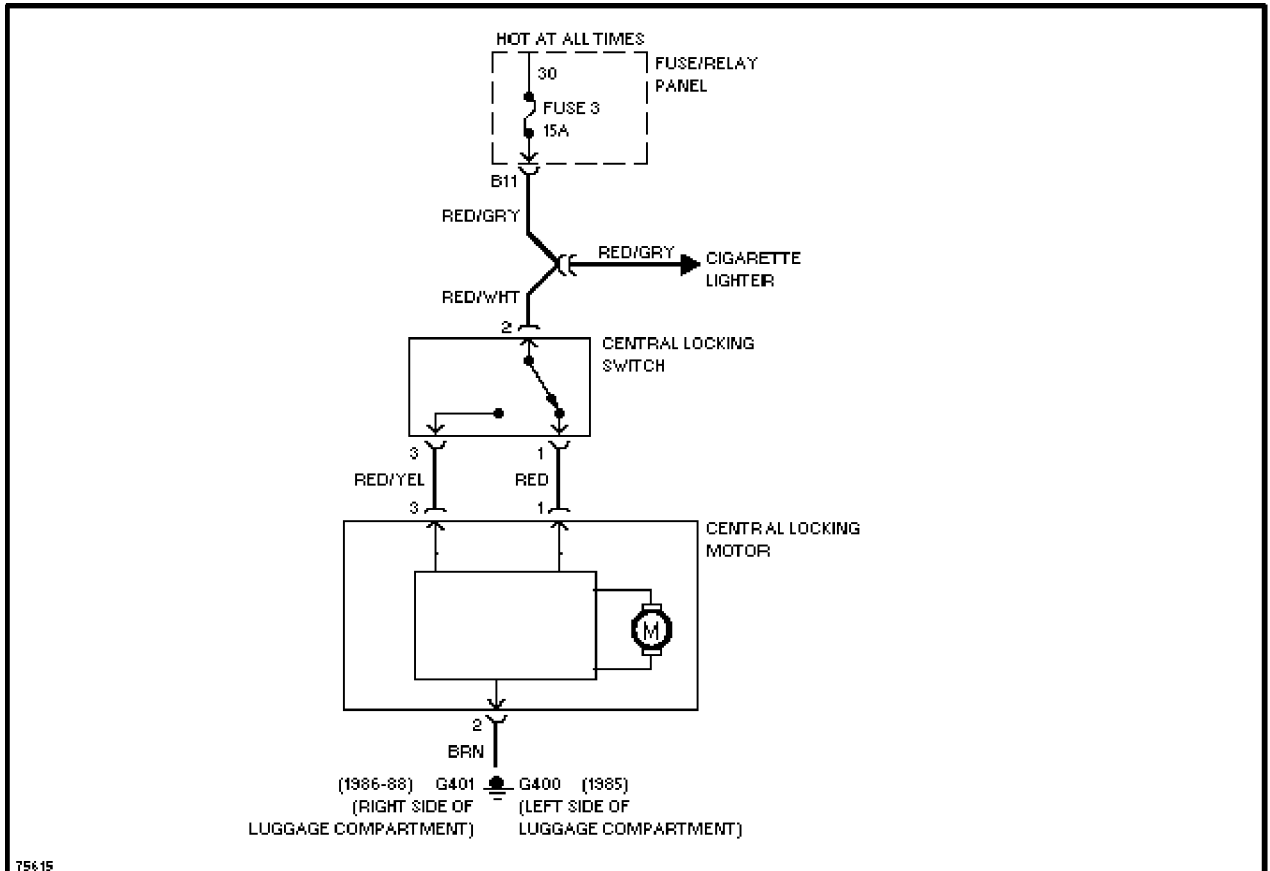 HOT AT ALL TIMES
FUSE/RELAY
PANEL
30
FUSE 3
15A
B11
RED/GRY
RED/GRY
CIGARETTE
LIGHTER
RED/WHT
2
CENTRAL LOCKING
SWITCH
3
1
RED/YEL
RED
3
1
CENTRAL LOCKING
MOTOR
M
2
BRN
(1986-88) G401 G400 (1985)
(RIGHT SIDE OF (LEFT SIDE OF
LUGGAGE COMPARTMENT) LUGGAGE COMPARTMENT)
75615